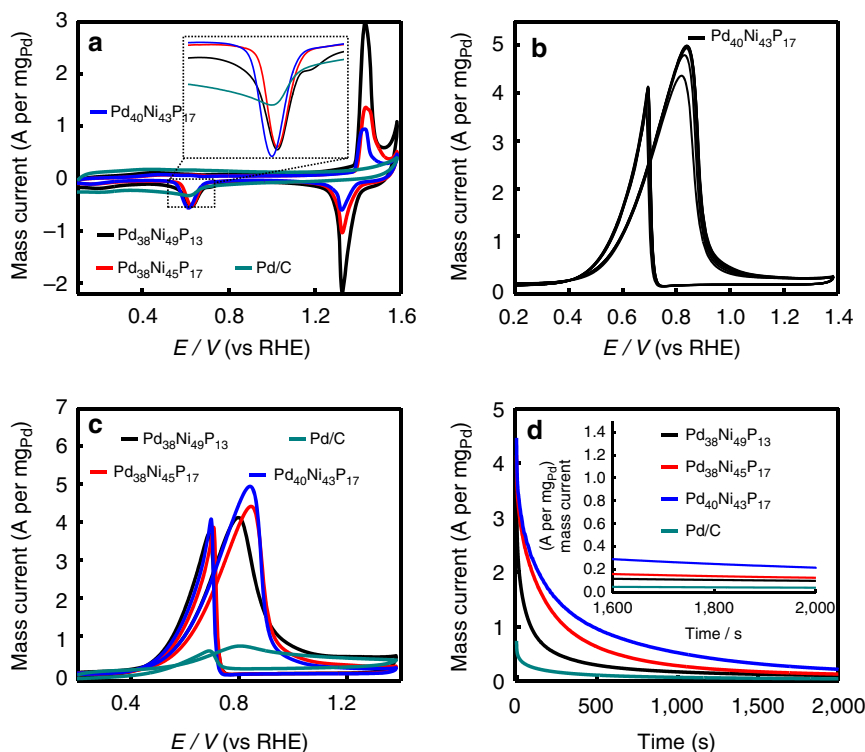 a
Mass current (A per mgPd)
3
2
1
0
−1
−2
Pd40Ni43P17
Pd38Ni49P13
Pd38Ni45P17
Pd/C
0.4
0.8
1.2
1.6
E / V (vs RHE)
b
Pd40Ni43P17
Mass current (A per mgPd)
5
4
3
2
1
0
0.2 0.4 0.6 0.8 1.0 1.2 1.4
E / V (vs RHE)
c
Mass current (A per mgPd)
7
6
5
4
3
2
1
0
Pd38Ni49P13
Pd/C
Pd38Ni45P17
Pd40Ni43P17
0.4 0.8 1.2
E / V (vs RHE)
d
Mass current (A per mgPd)
5
4
3
2
1
0
(A per mgPd)
mass current
1.4
1.2
1.0
0.8
0.6
0.4
0.2
0.0
Pd38Ni49P13
Pd38Ni45P17
Pd40Ni43P17
Pd/C
1,600 1,800 2,000
Time / s
0 500 1,000 1,500 2,000
Time (s)